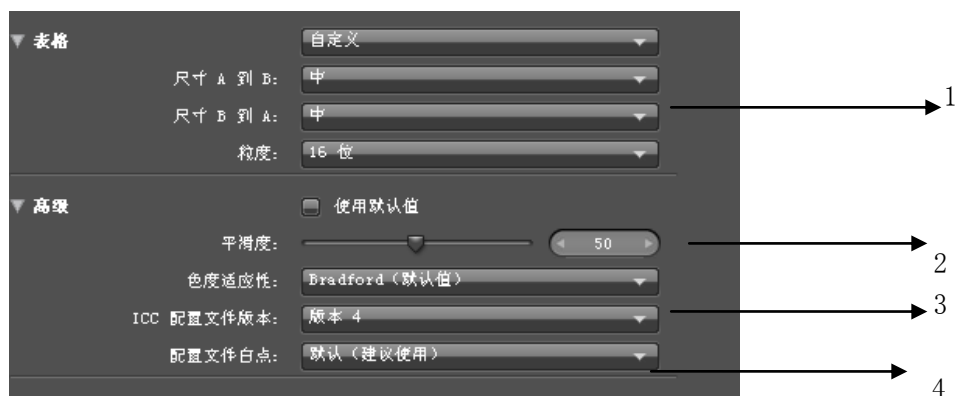 表格 自定义
尺寸 A 到 B: 中
尺寸 B 到 A: 中
1
粒度: 16 位
高级 使用默认值
平滑度: 50
2
色度适应性: Bradford（默认值）
ICC 配置文件版本: 版本 4
3
配置文件白点: 默认（建议使用）
4